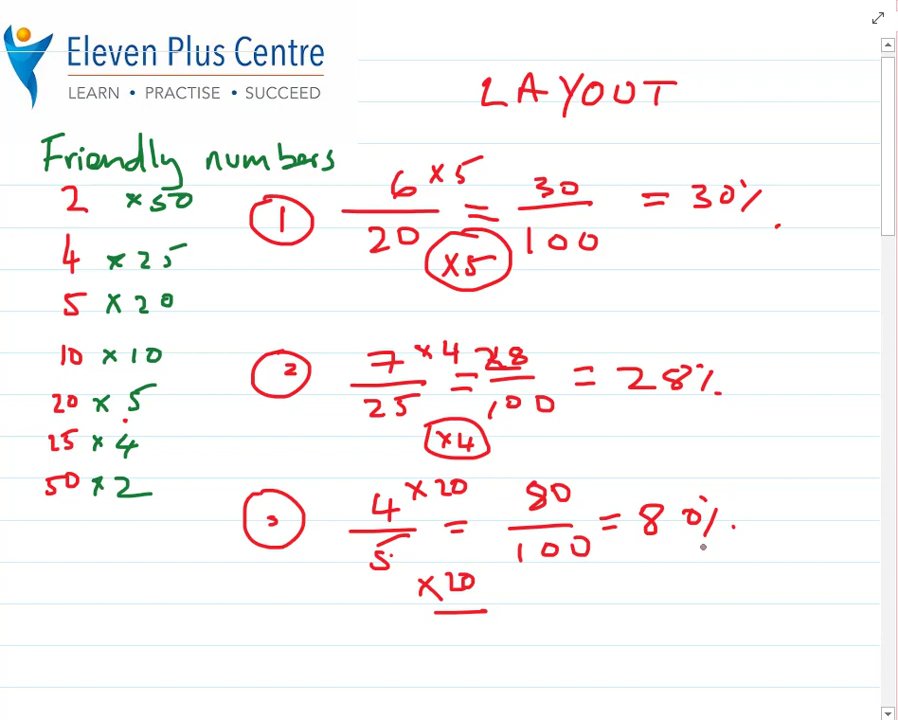 Eleven Plus Centre
LEARN • PRACTISE • SUCCEED
LAYOUT
Friendly numbers
2 ×50
4 ×25
5 ×20
10 ×10
20 ×5
25 ×4
50 ×2
1 6/20 ×5 ×5 = 30/100 = 30%.
2 7/25 ×4 ×4 = 28/100 = 28%.
3 4/5 ×20 ×20 = 80/100 = 80%.